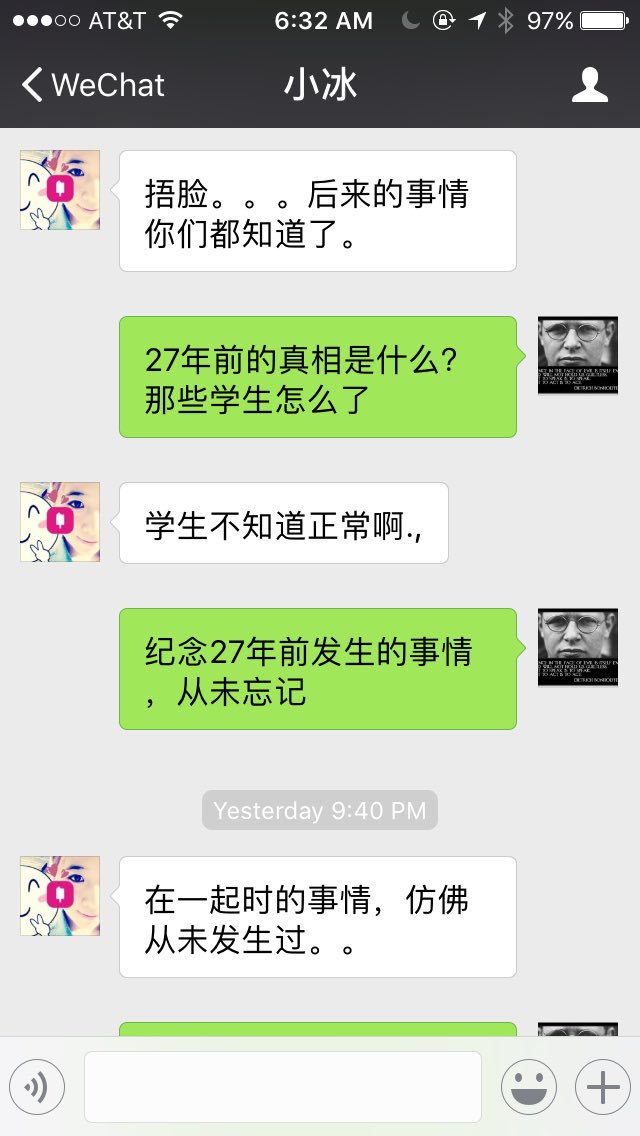 AT&T 6:32 AM 97%
WeChat 小冰
捂脸。。。后来的事情
你们都知道了。
27年前的真相是什么?
那些学生怎么了
学生不知道正常啊.,
纪念27年前发生的事情
，从未忘记
Yesterday 9:40 PM
在一起时的事情，仿佛
从未发生过。。